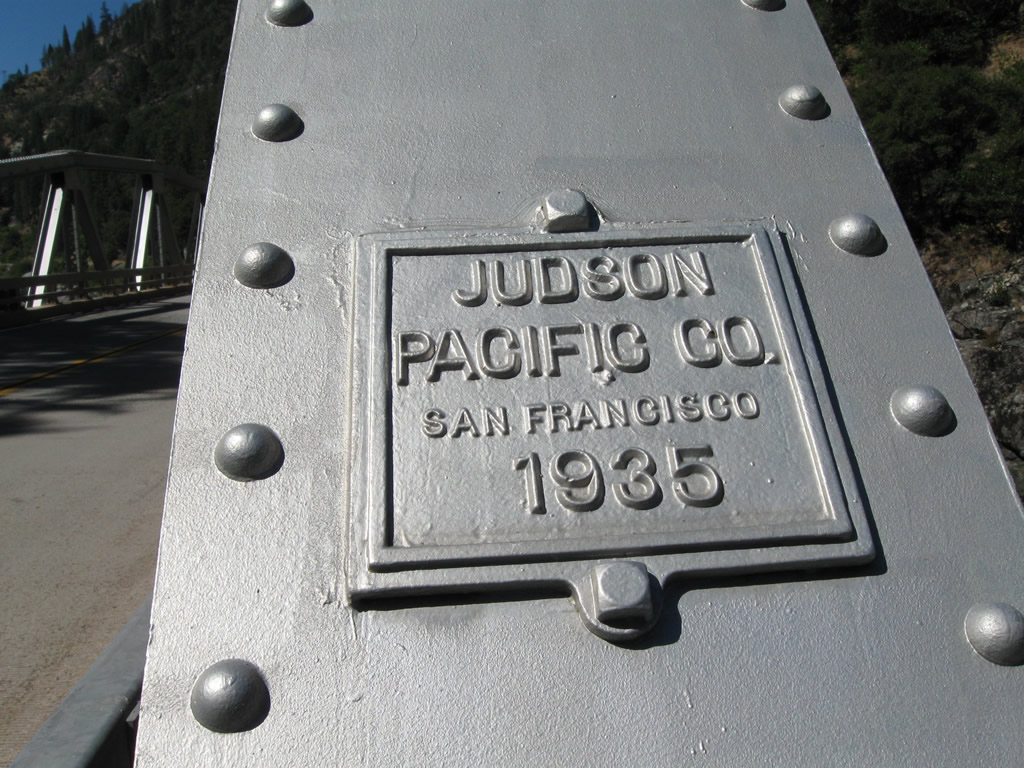 JUDSON
PACIFIC CO.
SAN FRANCISCO
1935